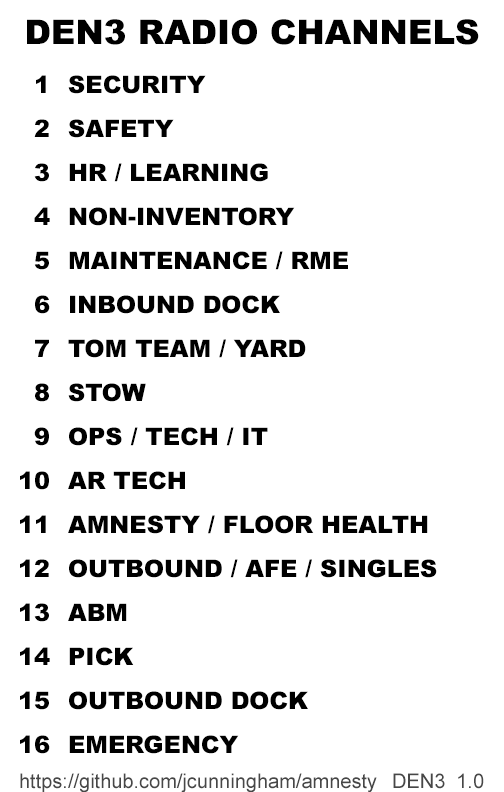 DEN3 RADIO CHANNELS
1 SECURITY
2 SAFETY
3 HR / LEARNING
4 NON-INVENTORY
5 MAINTENANCE / RME
6 INBOUND DOCK
7 TOM TEAM / YARD
8 STOW
9 OPS / TECH / IT
10 AR TECH
11 AMNESTY / FLOOR HEALTH
12 OUTBOUND / AFE / SINGLES
13 ABM
14 PICK
15 OUTBOUND DOCK
16 EMERGENCY
https://github.com/jcunningham/amnesty DEN3 1.0